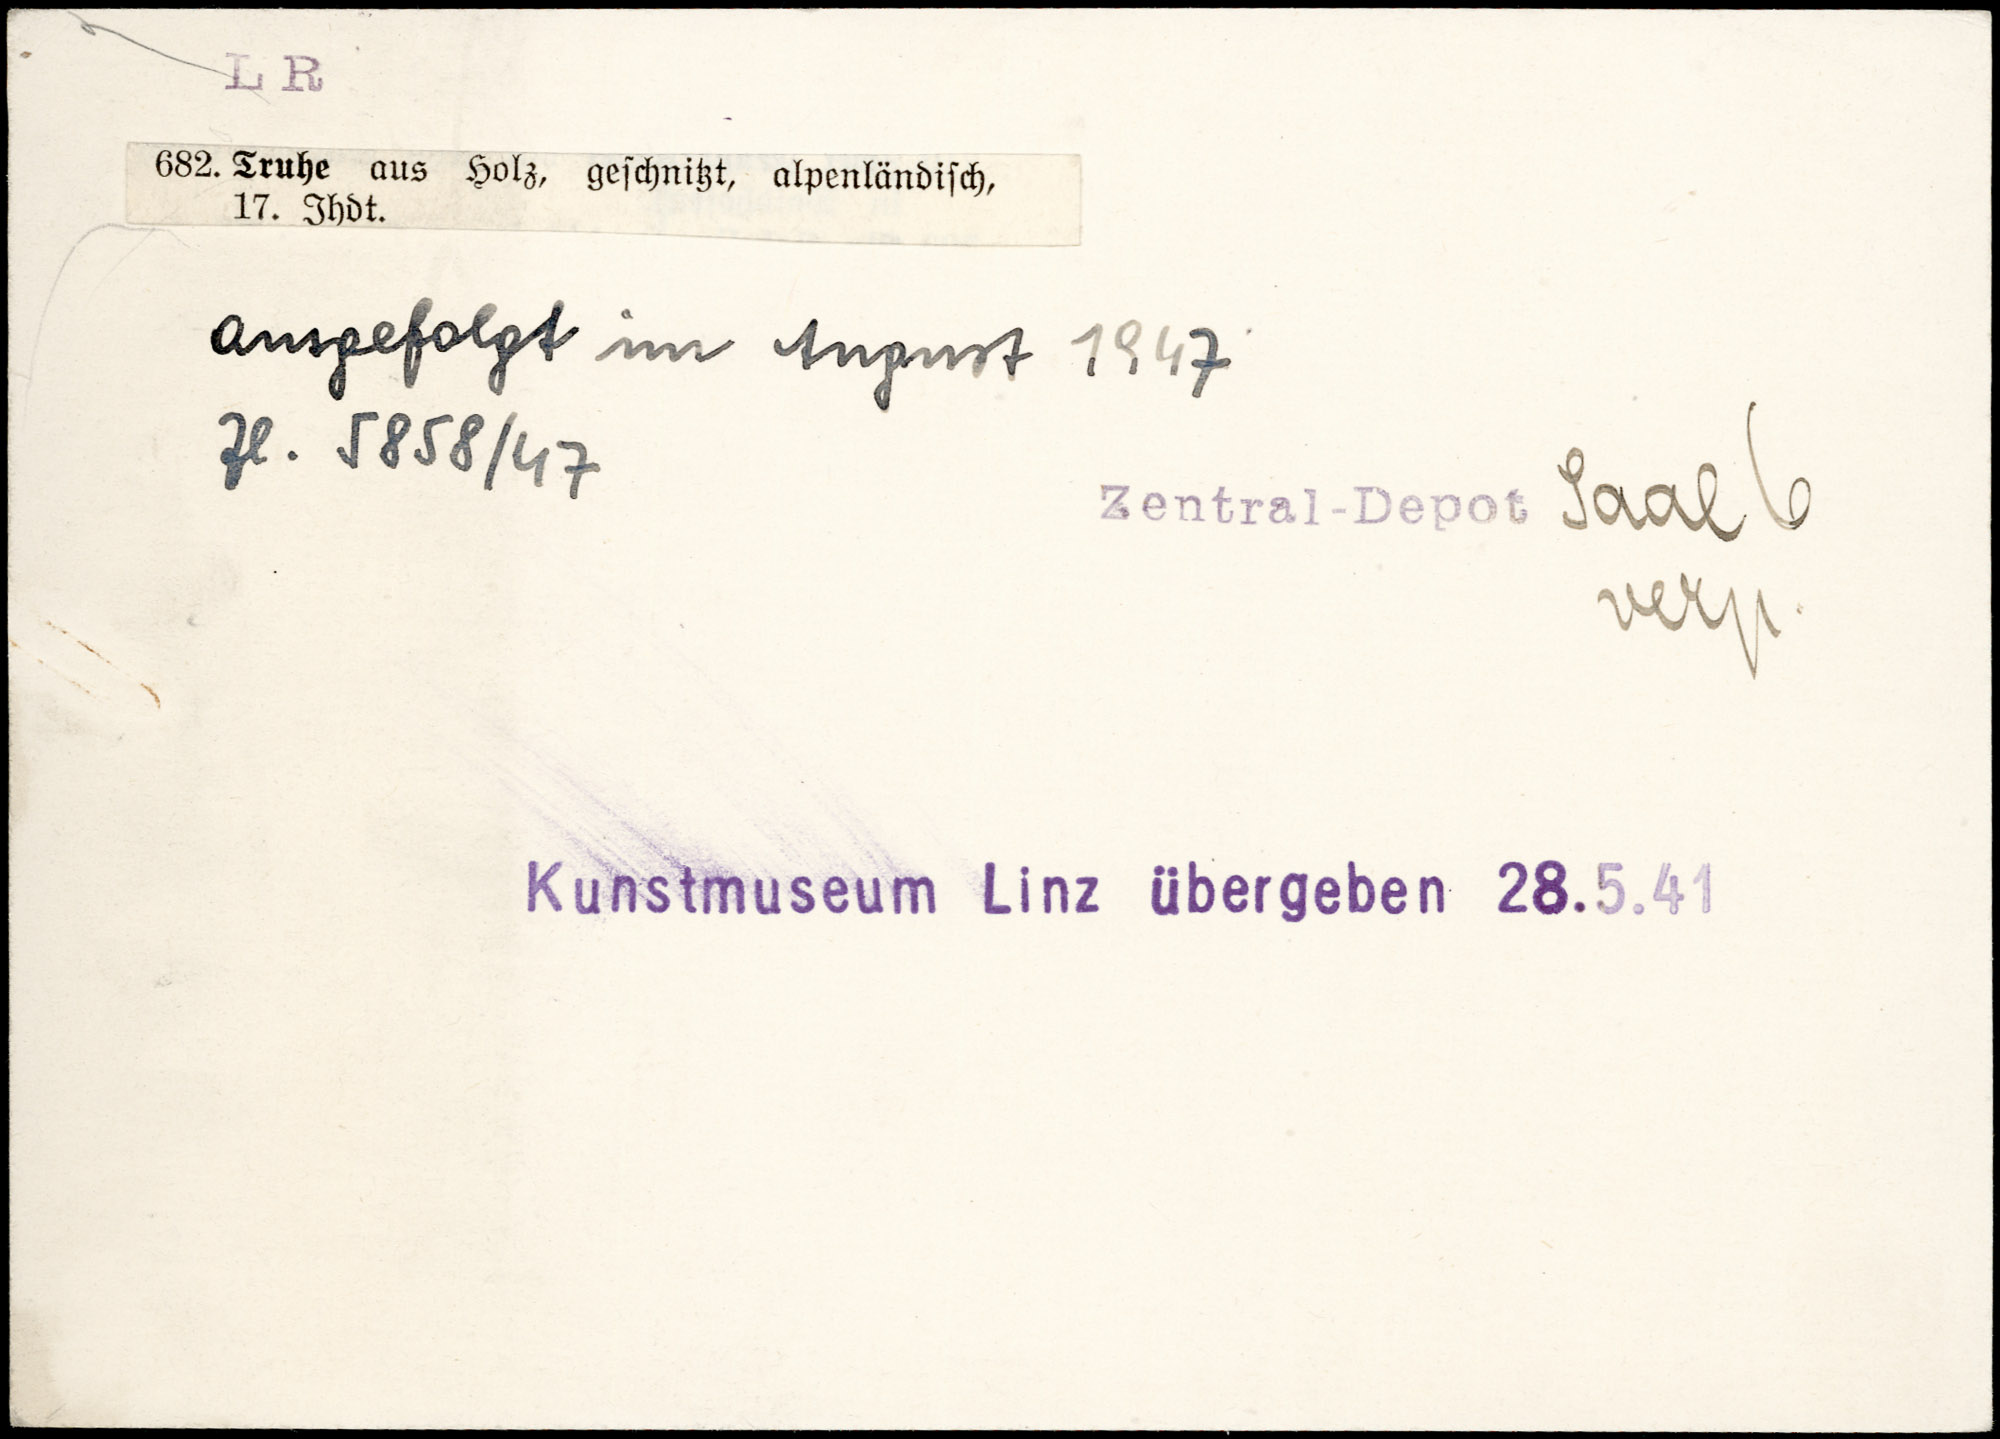 L R
682. Truhe aus Holz, geschnitzt, alpenländisch,
17. Jhdt.
ausgefolgt im August 1947
Zl. 5858/47
Zentral-Depot Saal 6
verp.
Kunstmuseum Linz übergeben 28.5.41